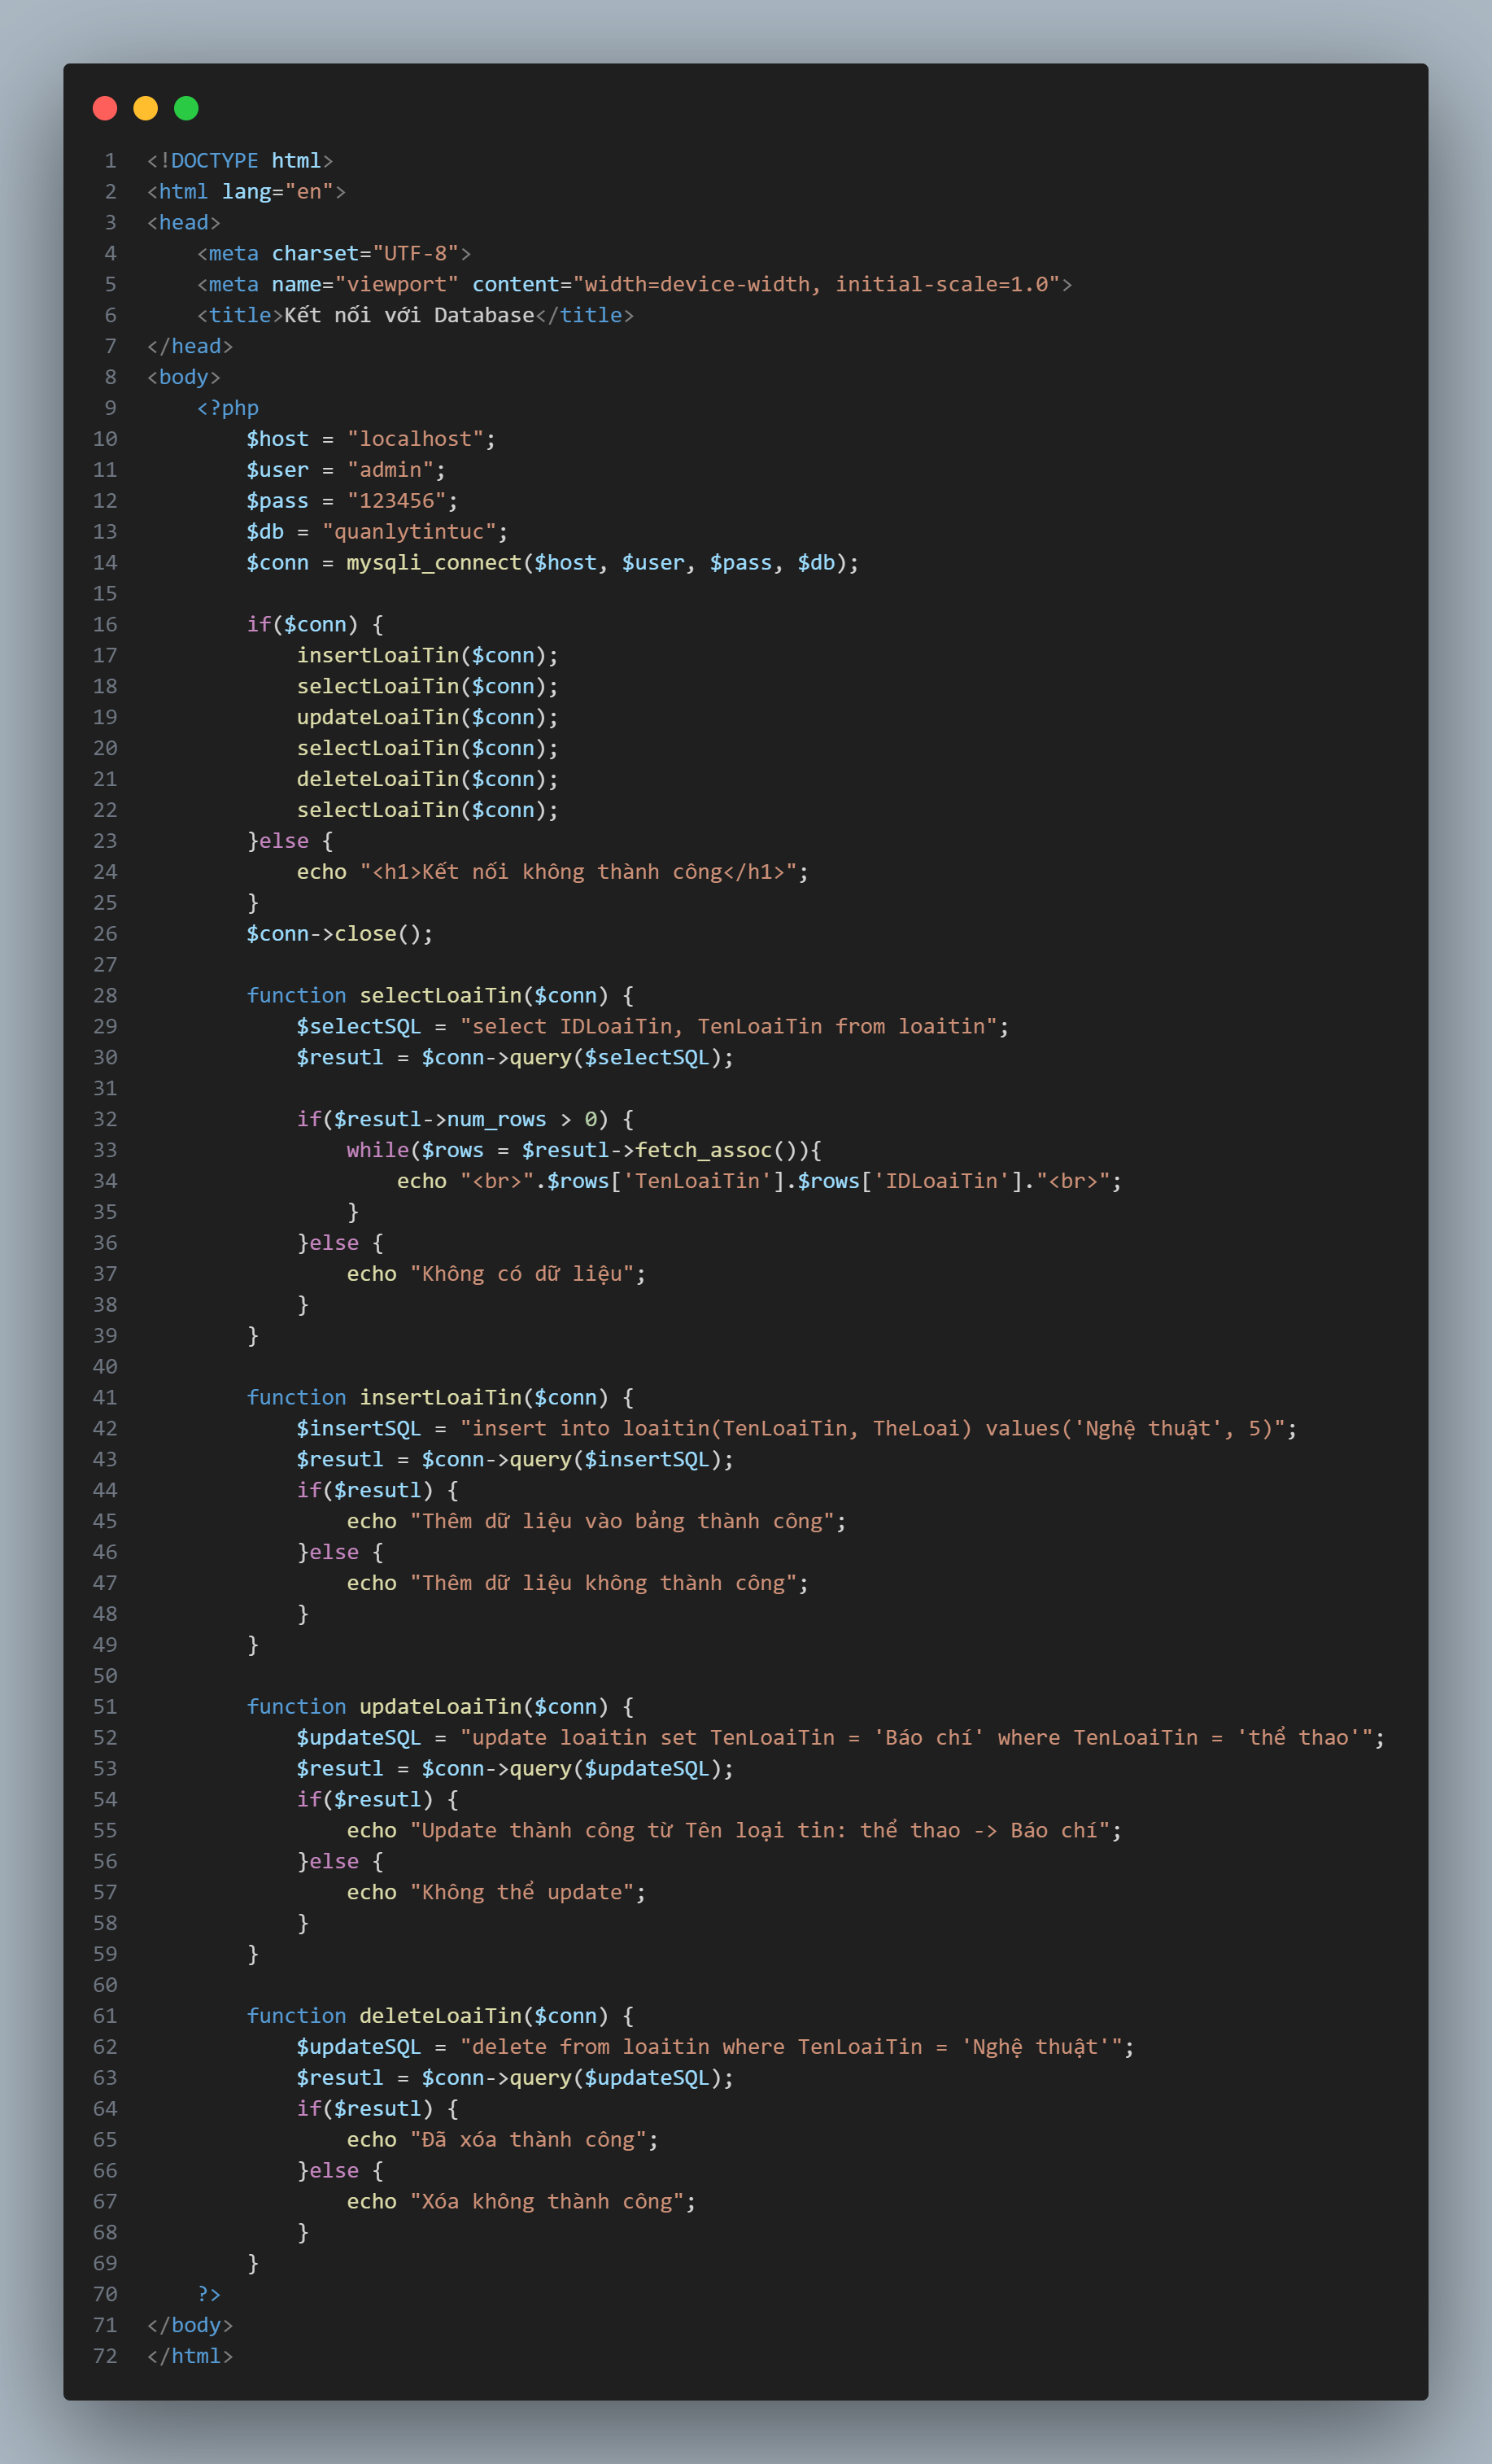 1 <!DOCTYPE html>
2 <html lang="en">
3 <head>
4     <meta charset="UTF-8">
5     <meta name="viewport" content="width=device-width, initial-scale=1.0">
6     <title>Kết nối với Database</title>
7 </head>
8 <body>
9     <?php
10         $host = "localhost";
11         $user = "admin";
12         $pass = "123456";
13         $db = "quanlytintuc";
14         $conn = mysqli_connect($host, $user, $pass, $db);
15
16         if($conn) {
17             insertLoaiTin($conn);
18             selectLoaiTin($conn);
19             updateLoaiTin($conn);
20             selectLoaiTin($conn);
21             deleteLoaiTin($conn);
22             selectLoaiTin($conn);
23         }else {
24             echo "<h1>Kết nối không thành công</h1>";
25         }
26         $conn->close();
27
28         function selectLoaiTin($conn) {
29             $selectSQL = "select IDLoaiTin, TenLoaiTin from loaitin";
30             $resutl = $conn->query($selectSQL);
31
32             if($resutl->num_rows > 0) {
33                 while($rows = $resutl->fetch_assoc()){
34                     echo "<br>".$rows['TenLoaiTin'].$rows['IDLoaiTin']."<br>";
35                 }
36             }else {
37                 echo "Không có dữ liệu";
38             }
39         }
40
41         function insertLoaiTin($conn) {
42             $insertSQL = "insert into loaitin(TenLoaiTin, TheLoai) values('Nghệ thuật', 5)";
43             $resutl = $conn->query($insertSQL);
44             if($resutl) {
45                 echo "Thêm dữ liệu vào bảng thành công";
46             }else {
47                 echo "Thêm dữ liệu không thành công";
48             }
49         }
50
51         function updateLoaiTin($conn) {
52             $updateSQL = "update loaitin set TenLoaiTin = 'Báo chí' where TenLoaiTin = 'thể thao'";
53             $resutl = $conn->query($updateSQL);
54             if($resutl) {
55                 echo "Update thành công từ Tên loại tin: thể thao -> Báo chí";
56             }else {
57                 echo "Không thể update";
58             }
59         }
60
61         function deleteLoaiTin($conn) {
62             $updateSQL = "delete from loaitin where TenLoaiTin = 'Nghệ thuật'";
63             $resutl = $conn->query($updateSQL);
64             if($resutl) {
65                 echo "Đã xóa thành công";
66             }else {
67                 echo "Xóa không thành công";
68             }
69         }
70     ?>
71 </body>
72 </html>